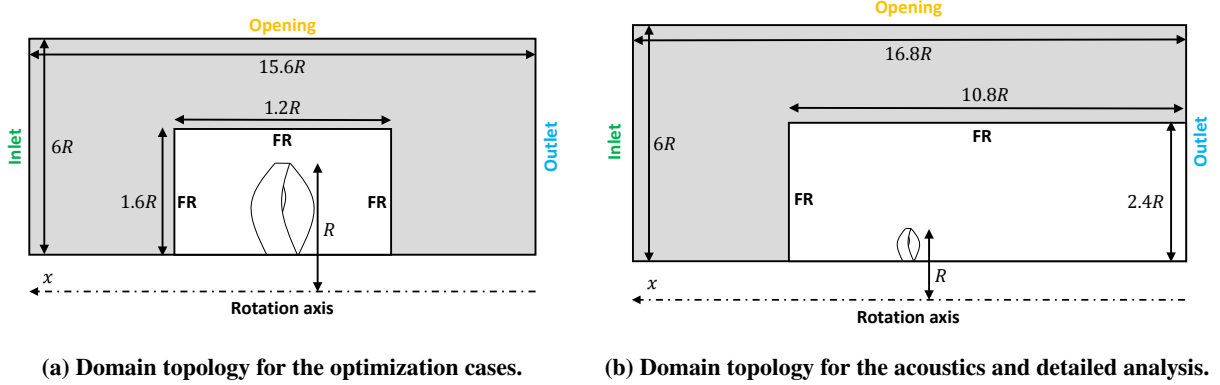 Opening
15.6R
1.2R
FR
Inlet
6R
1.6R
FR
FR
R
Outlet
x
Rotation axis
(a) Domain topology for the optimization cases.
Opening
16.8R
10.8R
FR
Inlet
6R
FR
2.4R
R
Outlet
x
Rotation axis
(b) Domain topology for the acoustics and detailed analysis.